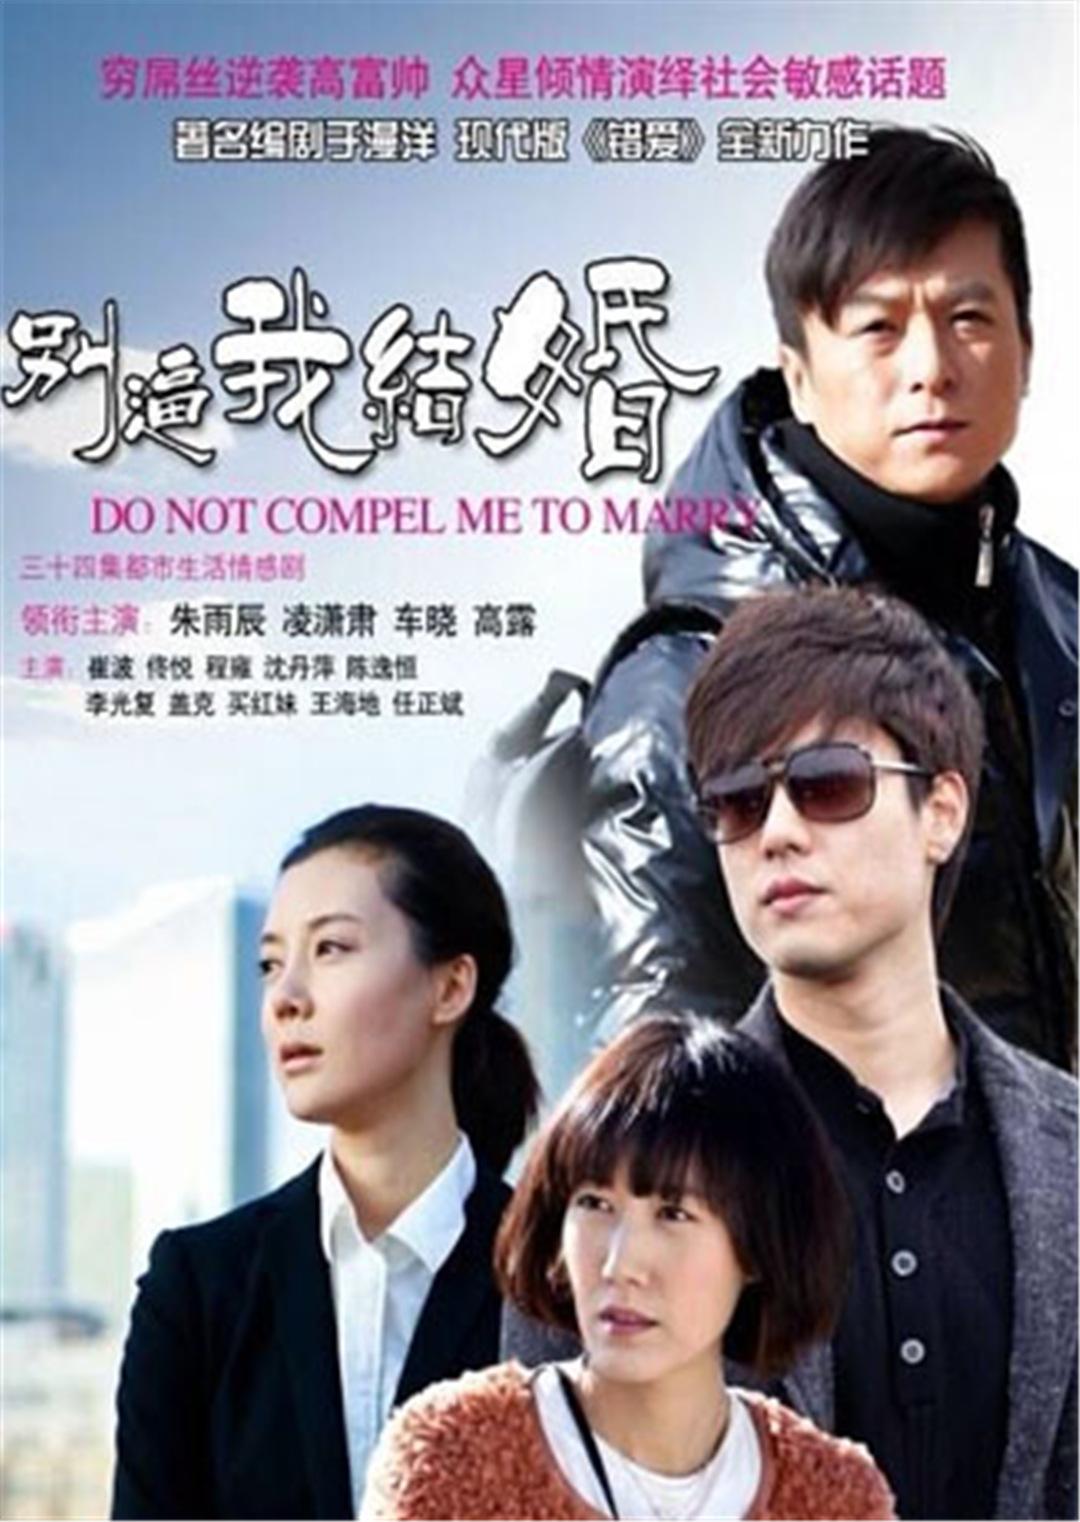 穷屌丝逆袭高富帅 众星倾情演绎社会敏感话题
著名编剧于漫洋 现代版《错爱》全新力作
别逼我結婚
DO NOT COMPEL ME TO MARRY
三十四集都市生活情感剧
领衔主演：朱雨辰 凌潇肃 车晓 高露
主演：崔波 佟悦 程雍 沈丹萍 陈逸恒
李光复 盖克 买红妹 王海地 任正斌